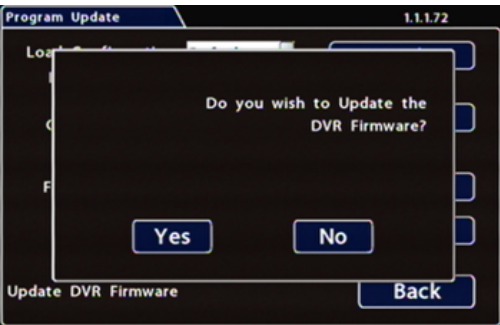 Program Update
1.1.1.72
Do you wish to Update the
DVR Firmware?
Yes
No
Update DVR Firmware
Back